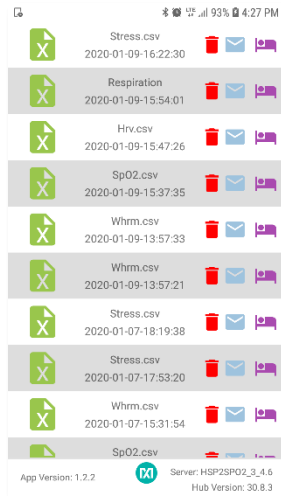 LTE 93% 4:27 PM
Stress.csv
2020-01-09-16:22:30
Respiration
2020-01-09-15:54:01
Hrv.csv
2020-01-09-15:47:26
SpO2.csv
2020-01-09-15:37:35
Whrm.csv
2020-01-09-13:57:33
Whrm.csv
2020-01-09-13:57:21
Stress.csv
2020-01-07-18:19:38
Stress.csv
2020-01-07-17:53:20
Whrm.csv
2020-01-07-15:31:54
SpO2.csv
App Version: 1.2.2
Server: HSP2SPO2_3_4.6
Hub Version: 30.8.3